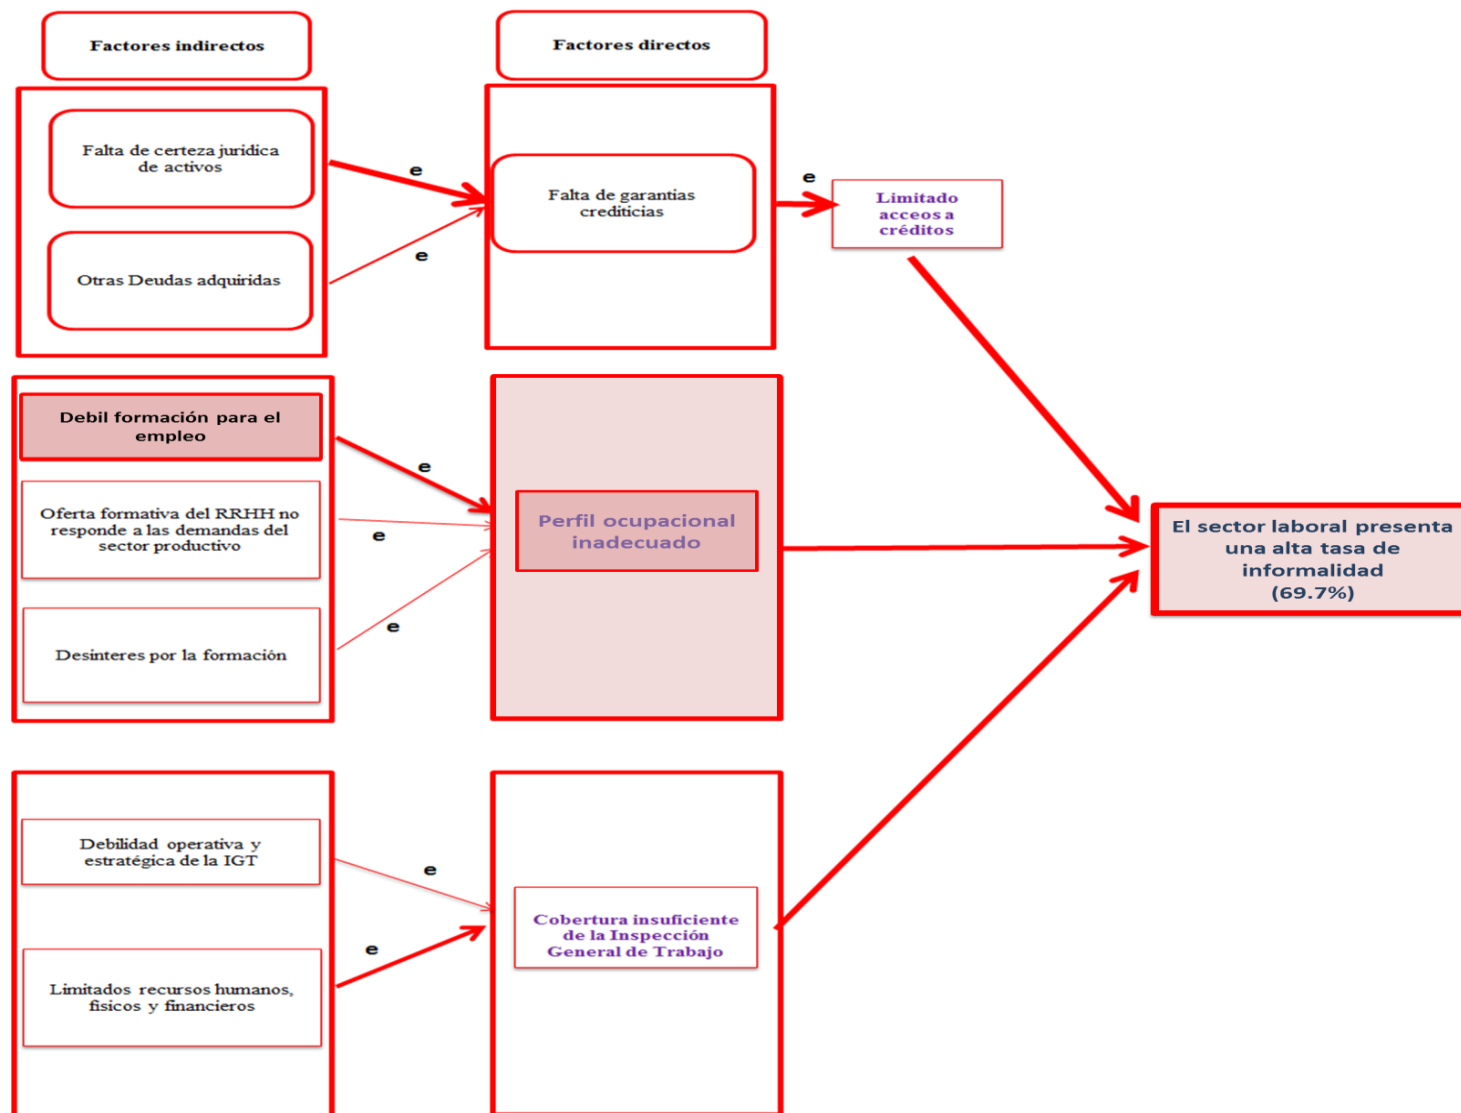 Factores indirectos
Factores directos
Falta de certeza jurídica
de activos
e
Falta de garantías
crediticias
e
Limitado
acceos a
créditos
Otras Deudas adquiridas
e
Debil formación para el
empleo
e
Oferta formativa del RRHH no
responde a las demandas del
sector productivo
e
Desinteres por la formación
e
Perfil ocupacional
inadecuado
El sector laboral presenta
una alta tasa de
informalidad
(69.7%)
Debilidad operativa y
estratégica de la IGT
e
Limitados recursos humanos,
físicos y financieros
e
Cobertura insuficiente
de la Inspección
General de Trabajo